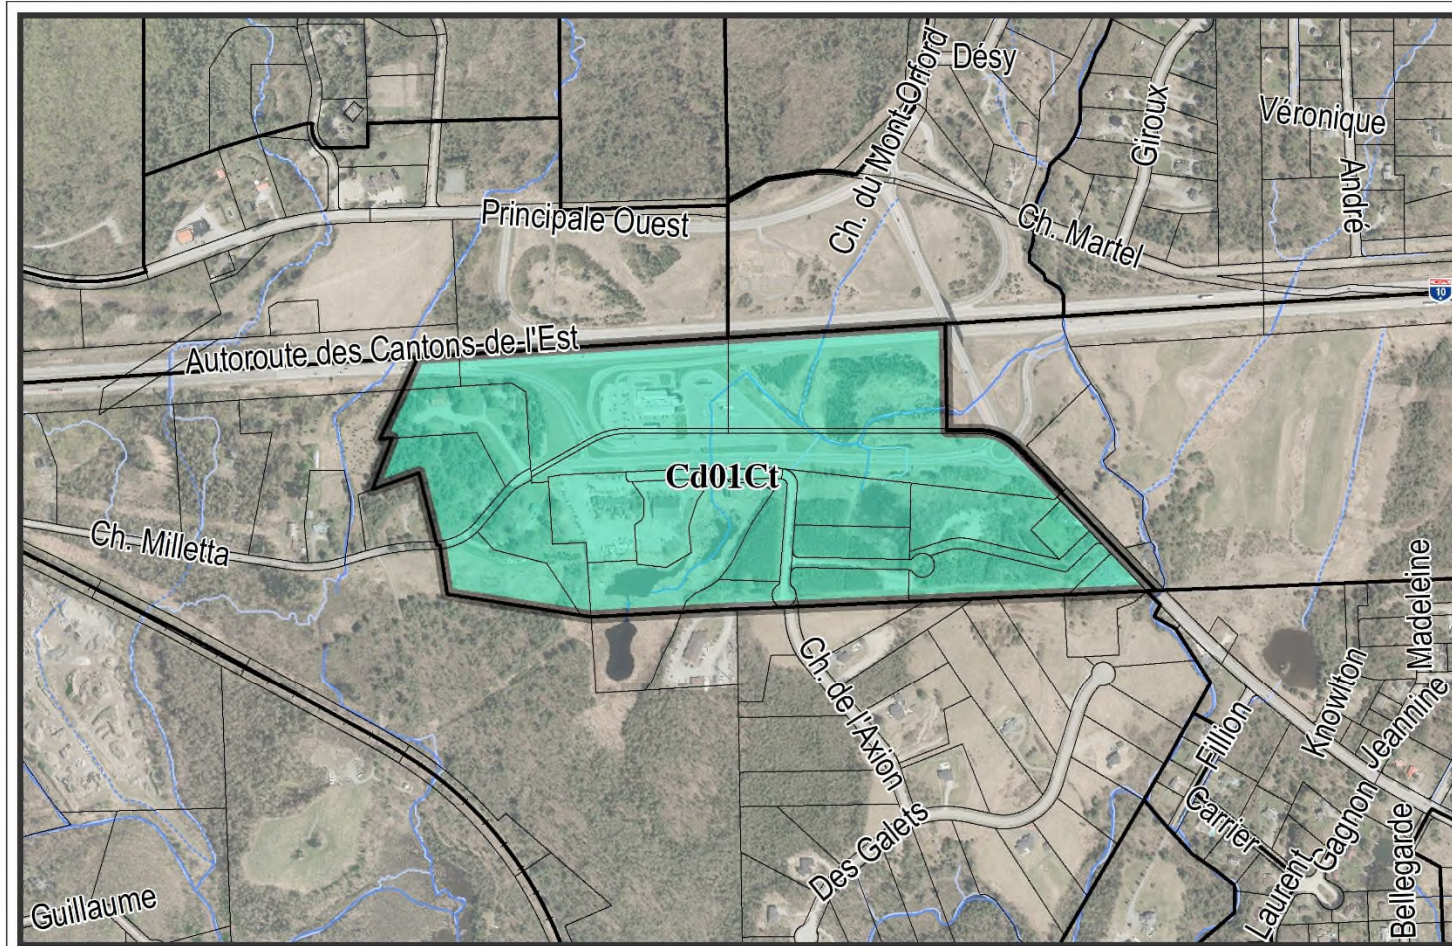 Désy
Ch. du Mont-Orford
Giroux
Véronique
André
Principale Ouest
Ch. Martel
10
Autoroute des Cantons-de-l'Est
Cd01Ct
Ch. Milletta
Madeleine
Ch. de l'Axion
Fillion
Knowlton
Jeannine
Carrier
Gagnon
Des Galets
Laurent
Bellegarde
Guillaume